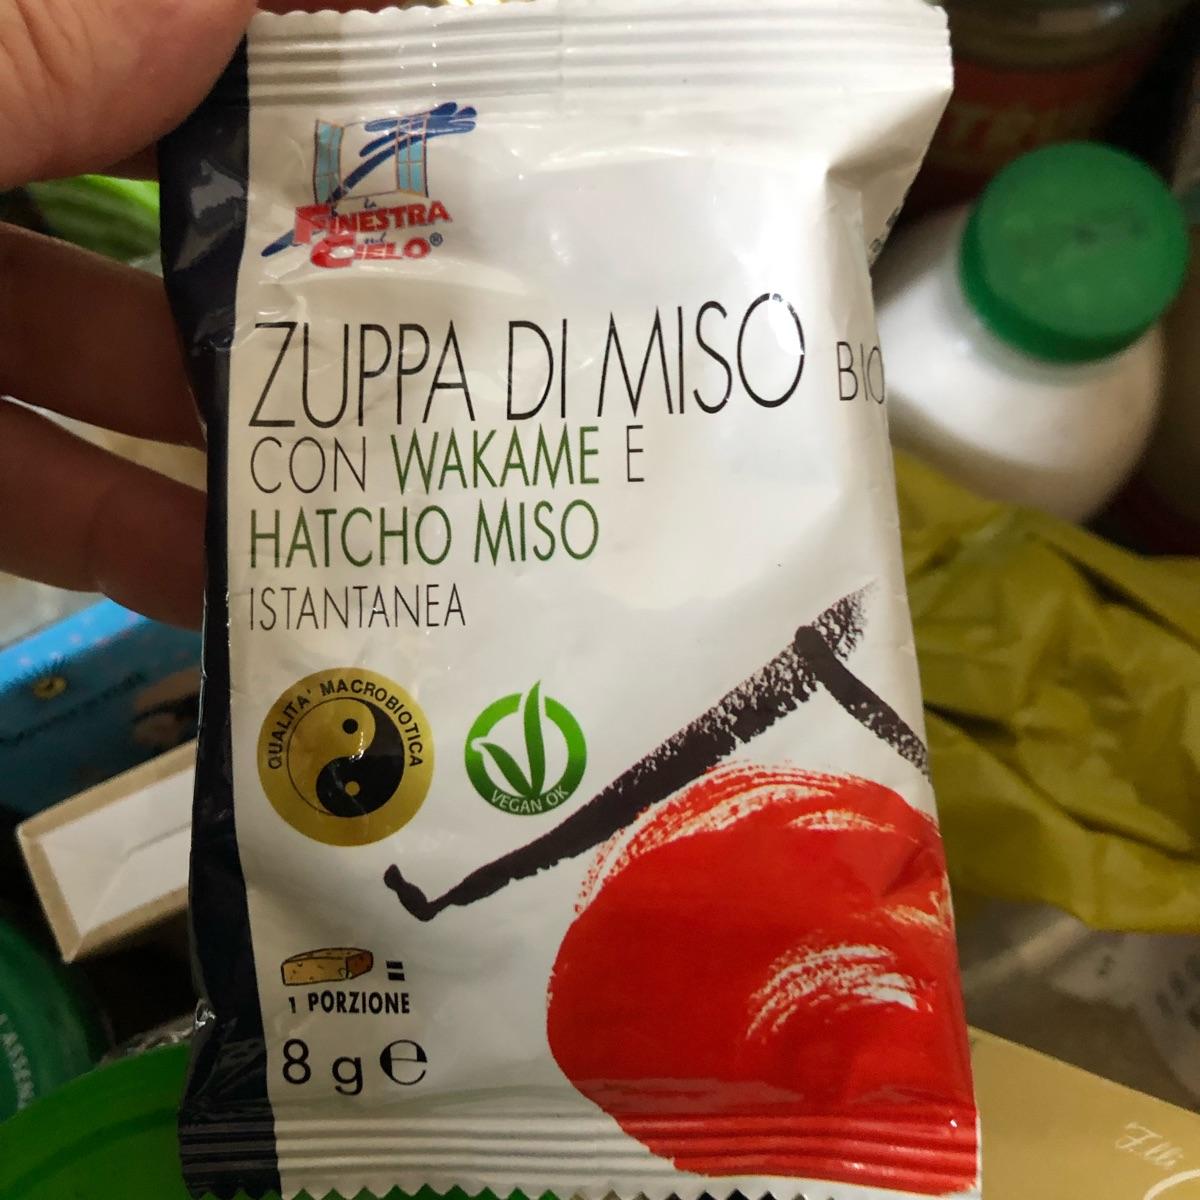 la
FINESTRA
sul
CIELO®
ZUPPA DI MISO BIO
CON WAKAME E
HATCHO MISO
ISTANTANEA
QUALITA' MACROBIOTICA
VEGAN OK
=
1 PORZIONE
8 g e